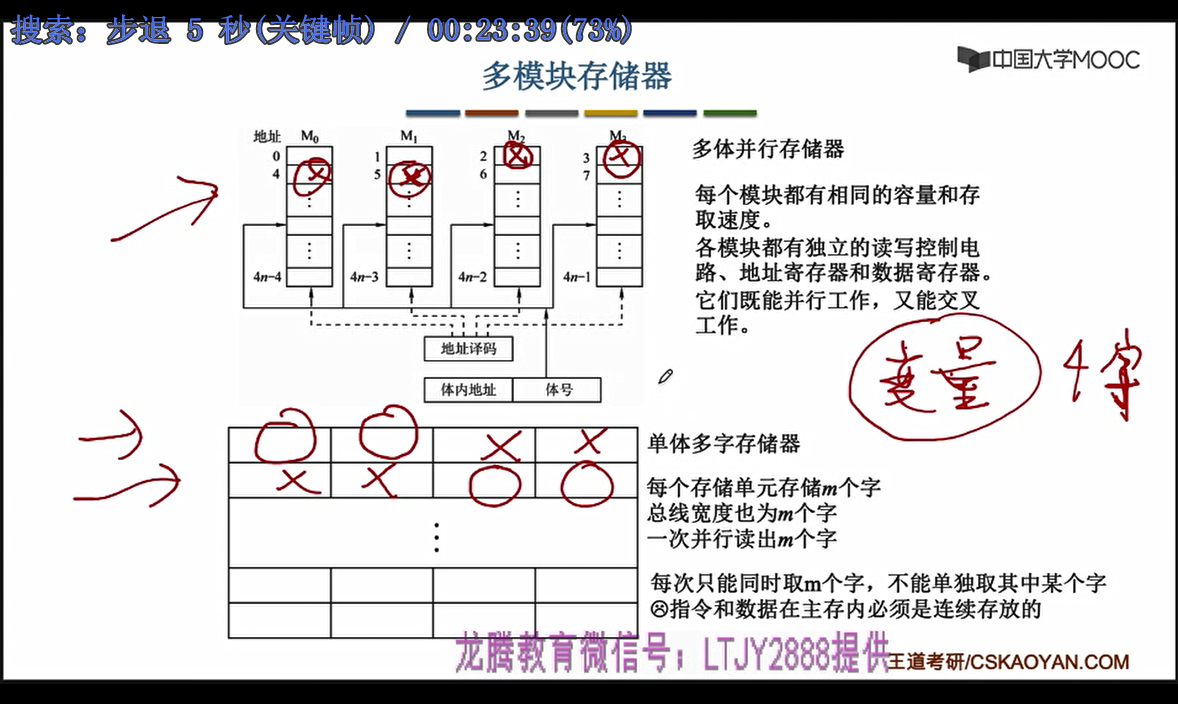 搜索: 步退 5 秒(关键帧) / 00:23:39(73%)
中国大学MOOC
多模块存储器
地址 M0 M1 M2 M3
0 1 2 3
4 5 6 7
⋮ ⋮ ⋮ ⋮
⋮ ⋮ ⋮ ⋮
4n-4 4n-3 4n-2 4n-1
地址译码
体内地址 体号
多体并行存储器
每个模块都有相同的容量和存
取速度。
各模块都有独立的读写控制电
路、地址寄存器和数据寄存器。
它们既能并行工作，又能交叉
工作。
变量 4字
单体多字存储器
每个存储单元存储m个字
总线宽度也为m个字
一次并行读出m个字
每次只能同时取m个字，不能单独取其中某个字
☹指令和数据在主存内必须是连续存放的
龙腾教育微信号；LTJY2888提供
王道考研/CSKAOYAN.COM